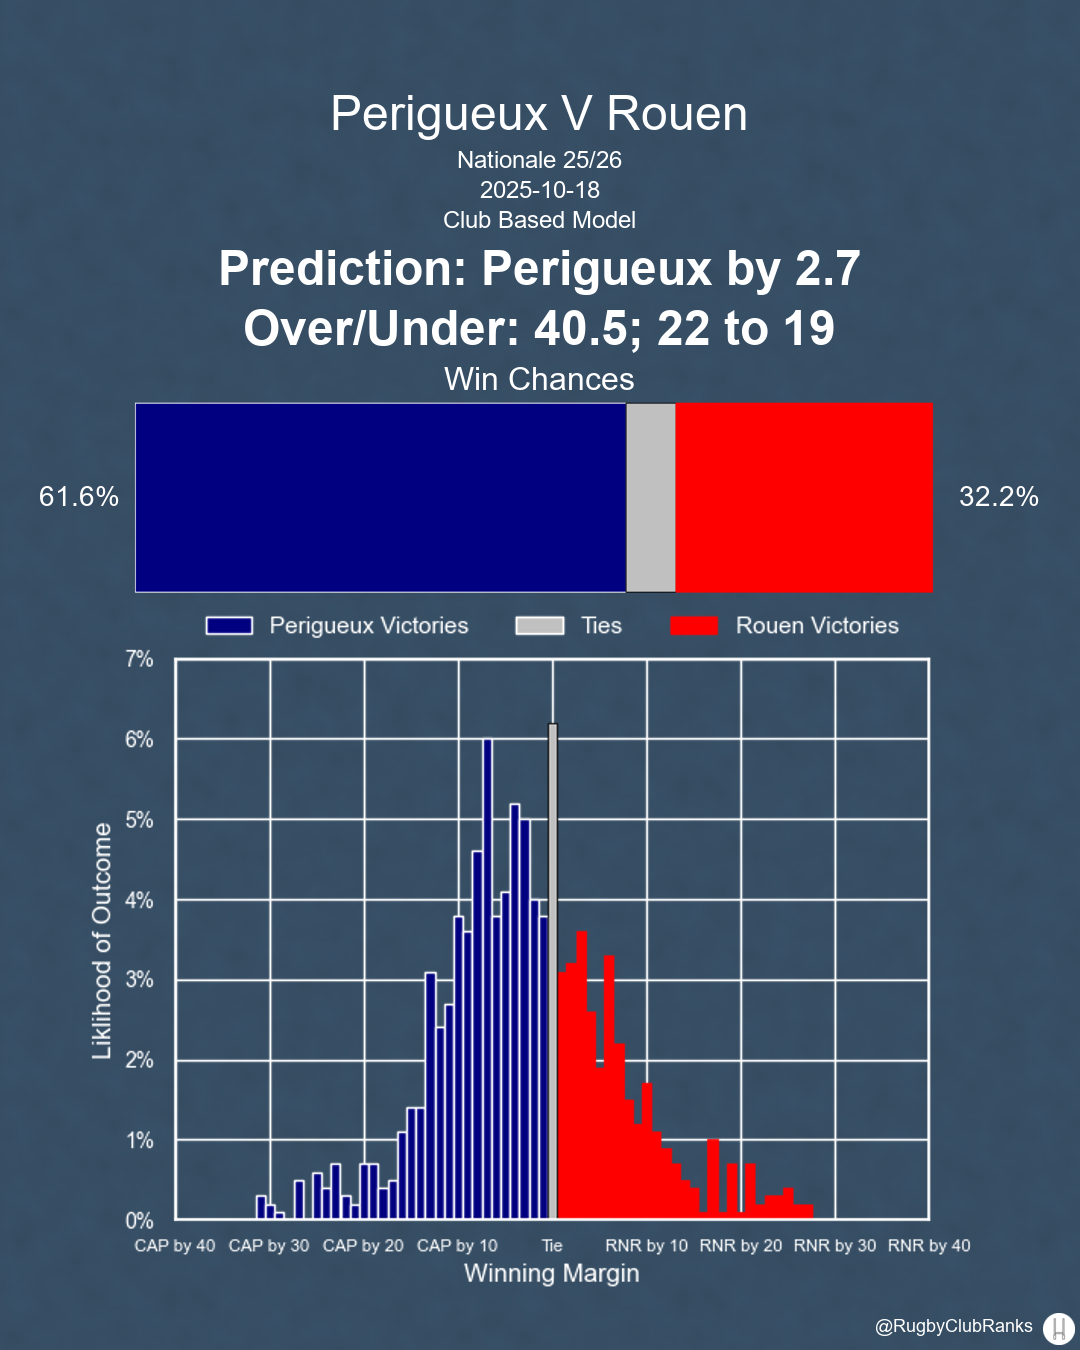 Perigueux V Rouen
Nationale 25/26
2025-10-18
Club Based Model
Prediction: Perigueux by 2.7
Over/Under: 40.5; 22 to 19
Win Chances
61.6%
32.2%
Perigueux Victories
Ties
Rouen Victories
7%
6%
5%
4%
3%
2%
1%
0%
Liklihood of Outcome
CAP by 40 CAP by 30 CAP by 20 CAP by 10 Tie RNR by 10 RNR by 20 RNR by 30 RNR by 40
Winning Margin
@RugbyClubRanks